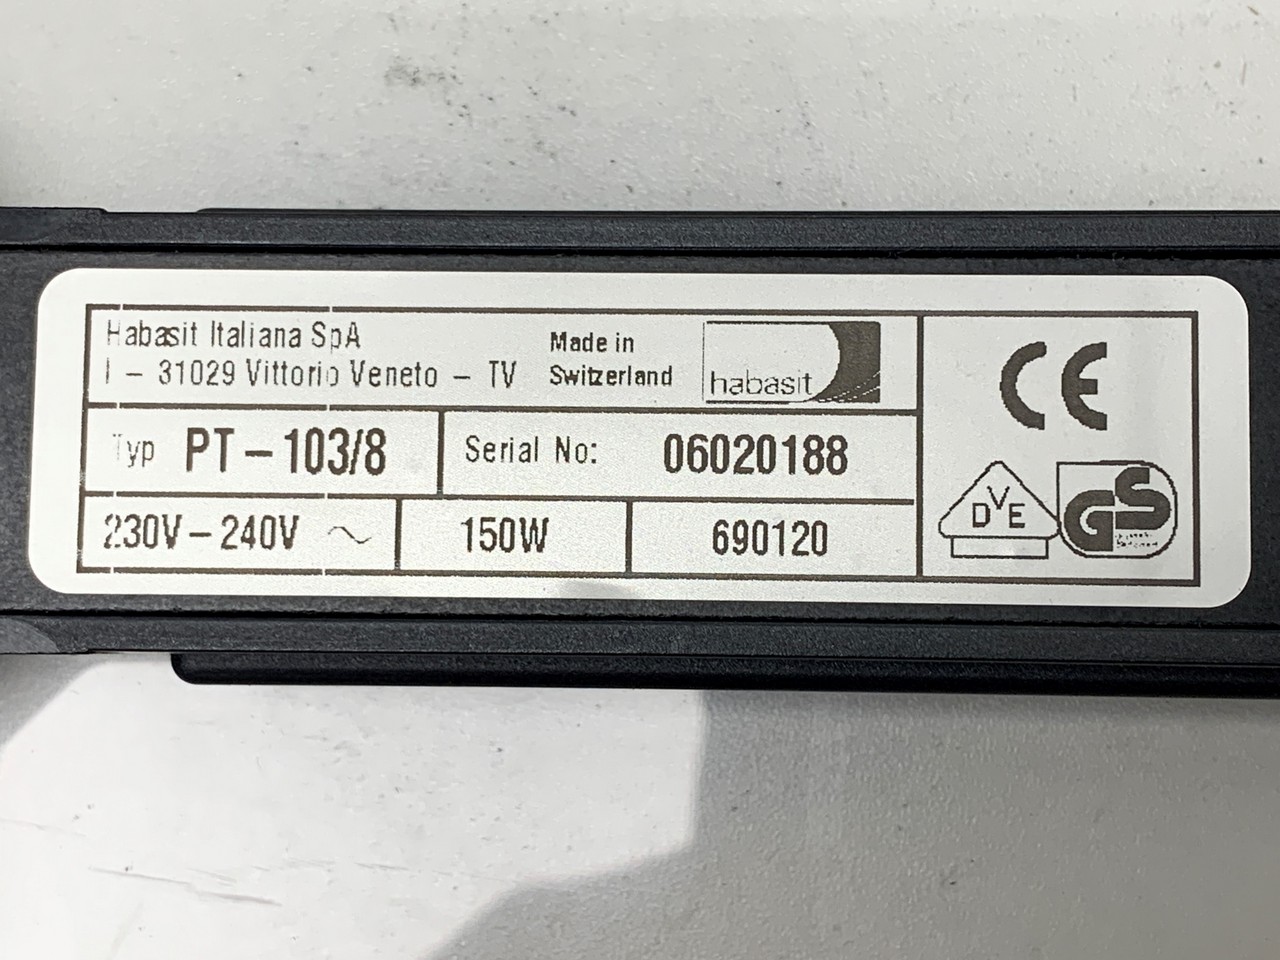 Habasit Italiana SpA
I - 31029 Vittorio Veneto - TV
Made in
Switzerland
habasit
CE
Typ PT-103/8
Serial No: 06020188
230V-240V ~
150W
690120
DVE
GS